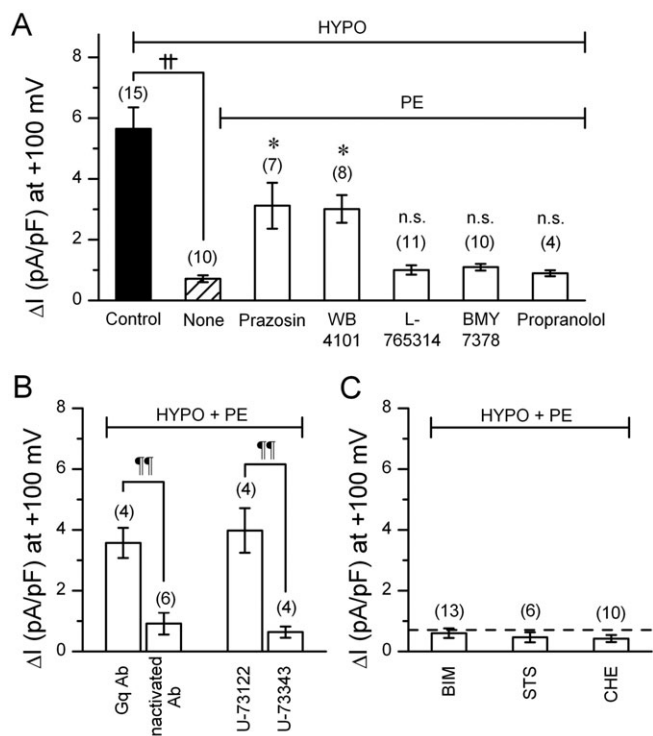 A
HYPO
PE
ΔI (pA/pF) at +100 mV
8
6
4
2
0
††
(15)
(10)
*
(7)
*
(8)
n.s.
(11)
n.s.
(10)
n.s.
(4)
Control
None
Prazosin
WB
4101
L-
765314
BMY
7378
Propranolol
B
HYPO + PE
ΔI (pA/pF) at +100 mV
8
6
4
2
0
¶¶
¶¶
(4)
(6)
(4)
(4)
Gq Ab
nactivated
Ab
U-73122
U-73343
C
HYPO + PE
ΔI (pA/pF) at +100 mV
8
6
4
2
0
(13)
(6)
(10)
BIM
STS
CHE